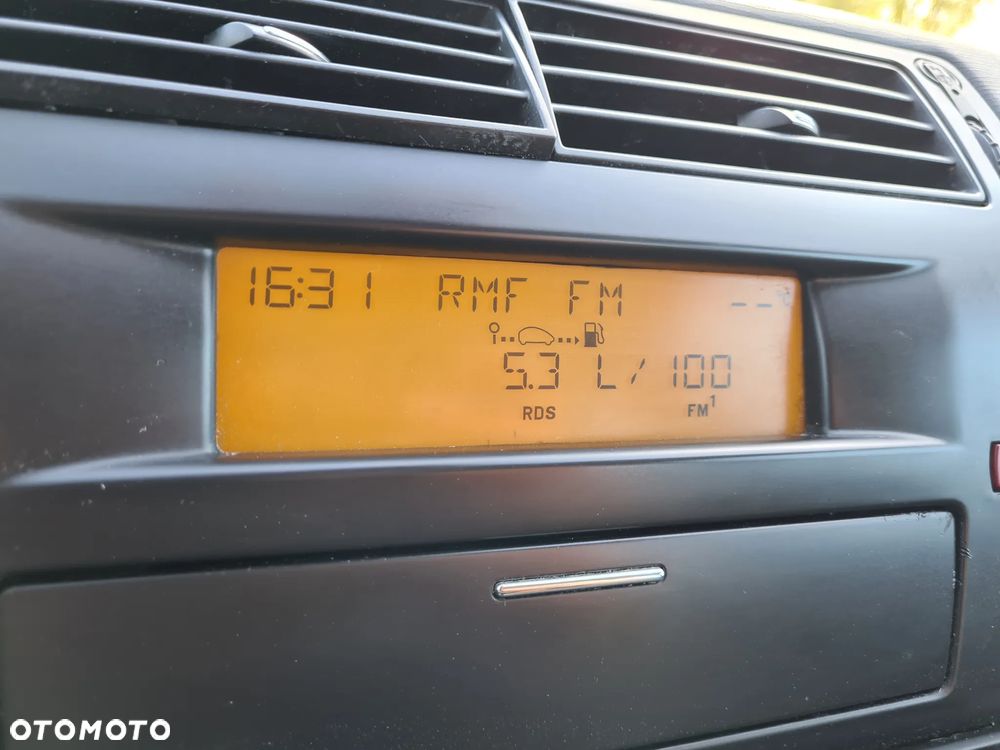 16:31 RMF FM -- °C
5.3 L/100
RDS FM1
OTOMOTO